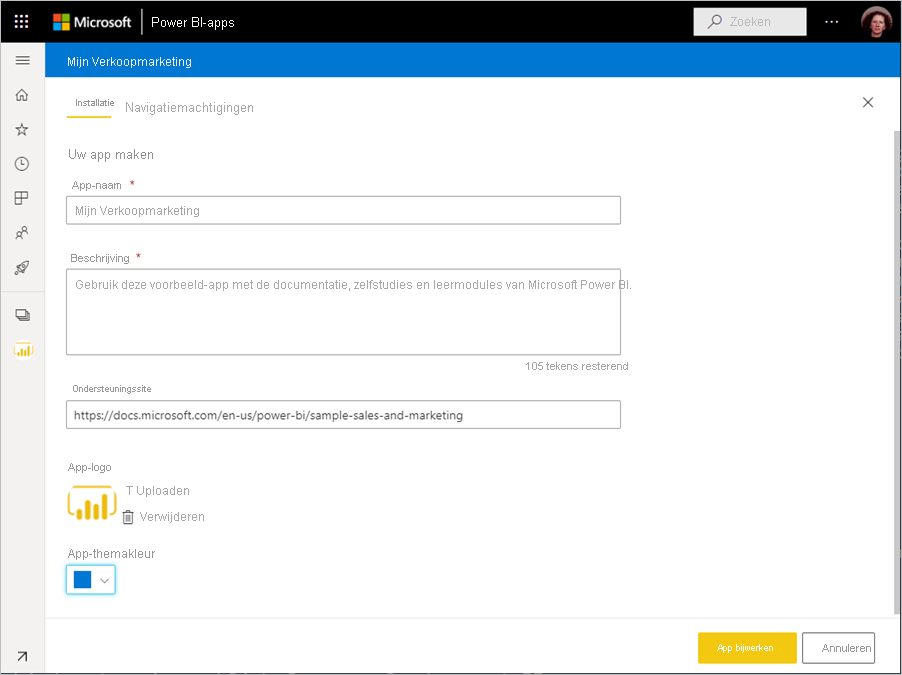 Microsoft Power BI-apps Zoeken
Mijn Verkoopmarketing
Installatie Navigatiemachtigingen
Uw app maken
App-naam *
Mijn Verkoopmarketing
Beschrijving *
Gebruik deze voorbeeld-app met de documentatie, zelfstudies en leermodules van Microsoft Power BI.
105 tekens resterend
Ondersteuningssite
https://docs.microsoft.com/en-us/power-bi/sample-sales-and-marketing
App-logo
T Uploaden
Verwijderen
App-themakleur
App bijwerken Annuleren